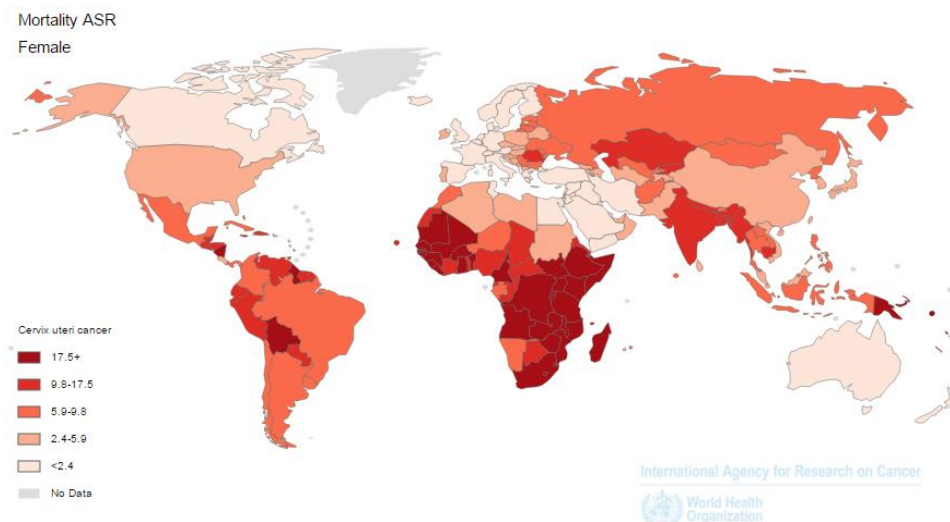 Mortality ASR
Female
Cervix uteri cancer
17.5+
9.8-17.5
5.9-9.8
2.4-5.9
<2.4
No Data
International Agency for Research on Cancer
World Health
Organization